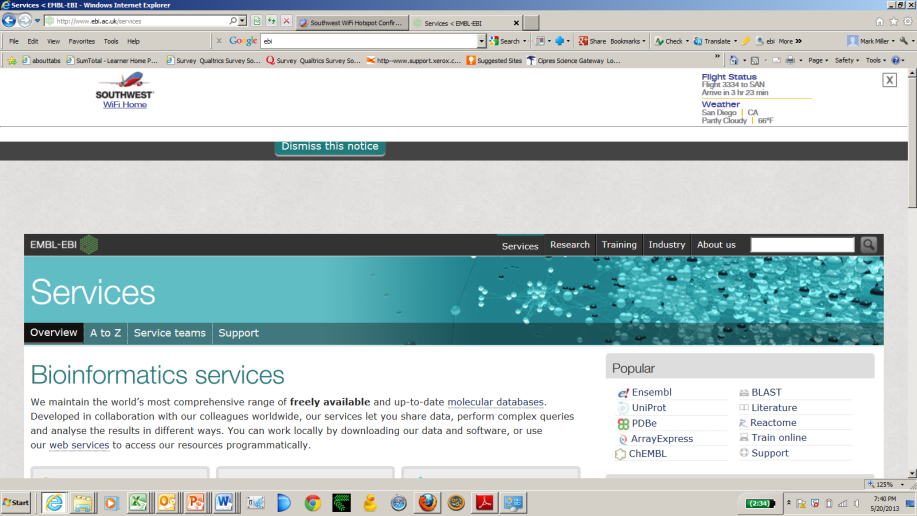 Services < EMBL-EBI - Windows Internet Explorer
http://www.ebi.ac.uk/services
Southwest WiFi Hotspot Confir...
Services < EMBL-EBI
File Edit View Favorites Tools Help
Google ebi Search More >> Share Bookmarks Check Translate ebi More >> Mark Miller
abouttabs SumTotal - Learner Home P... Survey Qualtrics Survey So... Survey Qualtrics Survey So... http--www.support.xerox.c... Suggested Sites Cipres Science Gateway Lo... Page Safety Tools
SOUTHWEST
WiFi Home
Flight Status
Flight 3334 to SAN
Arrive in 3 hr 23 min
Weather
San Diego | CA
Partly Cloudy | 66°F
X
Dismiss this notice
EMBL-EBI Services Research Training Industry About us
Services
Overview A to Z Service teams Support
Bioinformatics services
We maintain the world's most comprehensive range of freely available and up-to-date molecular databases.
Developed in collaboration with our colleagues worldwide, our services let you share data, perform complex queries
and analyse the results in different ways. You can work locally by downloading our data and software, or use
our web services to access our resources programmatically.
Popular
Ensembl
UniProt
PDBe
ArrayExpress
ChEMBL
BLAST
Literature
Reactome
Train online
Support
125%
Start
(2:34)
7:40 PM
5/20/2013